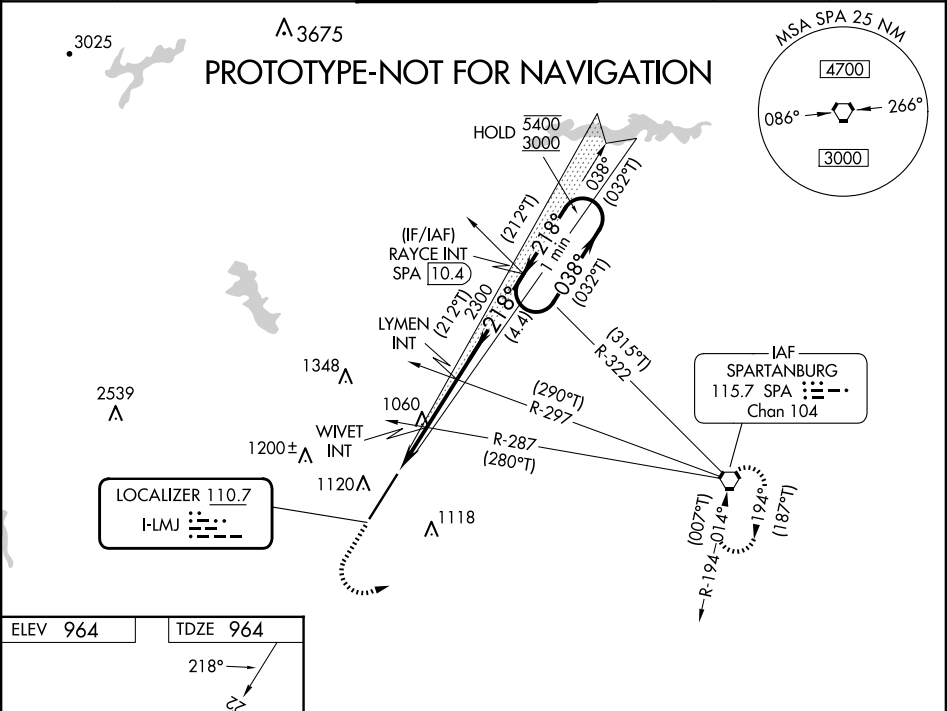 3025
3675
PROTOTYPE-NOT FOR NAVIGATION
MSA SPA 25 NM
4700
086°
266°
3000
HOLD 5400
3000
038°
(032°T)
(212°T)
218°
1 min
038°
(032°T)
(IF/IAF)
RAYCE INT
SPA 10.4
(212°T)
2300
218°
(4.4)
LYMEN
INT
(315°T)
R-322
1348
IAF
SPARTANBURG
115.7 SPA
Chan 104
2539
(290°T)
R-297
1060
WIVET
INT
R-287
(280°T)
1200±
1120
LOCALIZER 110.7
I-LMJ
1118
(007°T)
014°
R-194
194°
(187°T)
ELEV 964
TDZE 964
218°
22